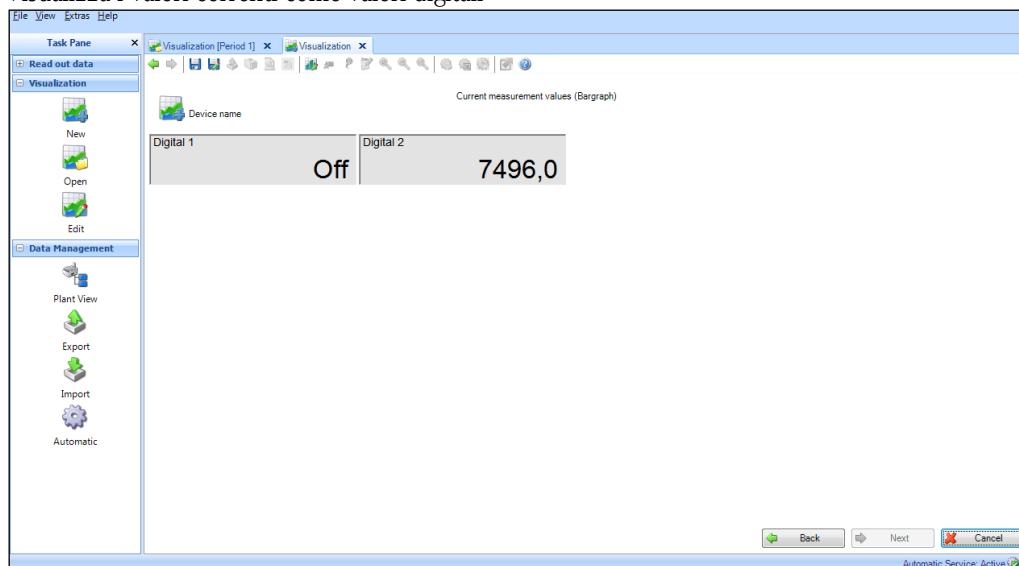 Visualizza i valori correnti come valori digitali
File View Extras Help
Task Pane
Visualization [Period 1]
Visualization
Read out data
Visualization
New
Open
Edit
Data Management
Plant View
Export
Import
Automatic
Current measurement values (Bargraph)
Device name
Digital 1
Off
Digital 2
7496,0
Back
Next
Cancel
Automatic Service: Active